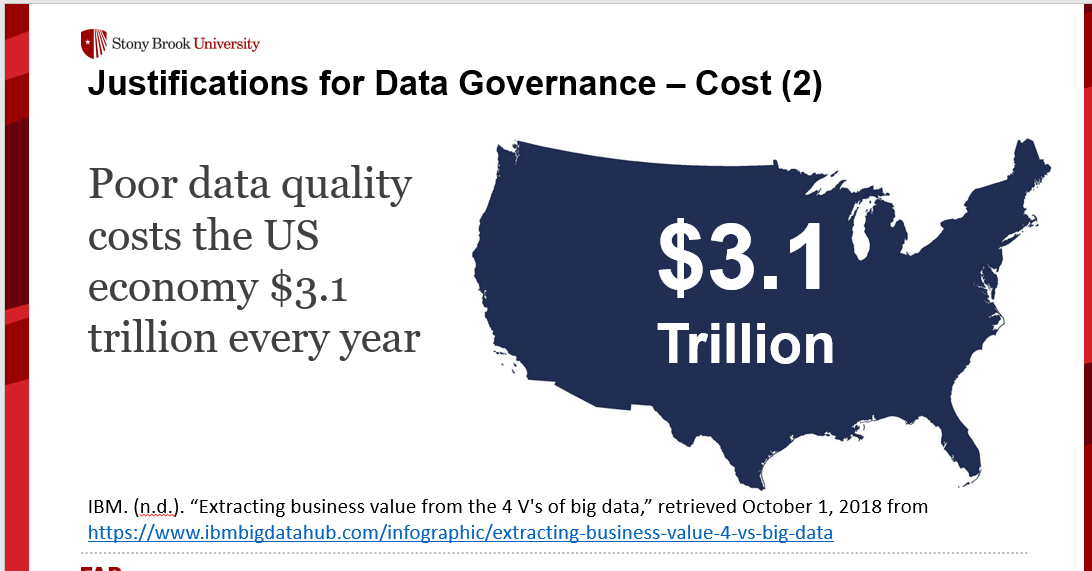 Stony Brook University
Justifications for Data Governance – Cost (2)
Poor data quality
costs the US
economy $3.1
trillion every year
$3.1
Trillion
IBM. (n.d.). “Extracting business value from the 4 V's of big data,” retrieved October 1, 2018 from
https://www.ibmbigdatahub.com/infographic/extracting-business-value-4-vs-big-data